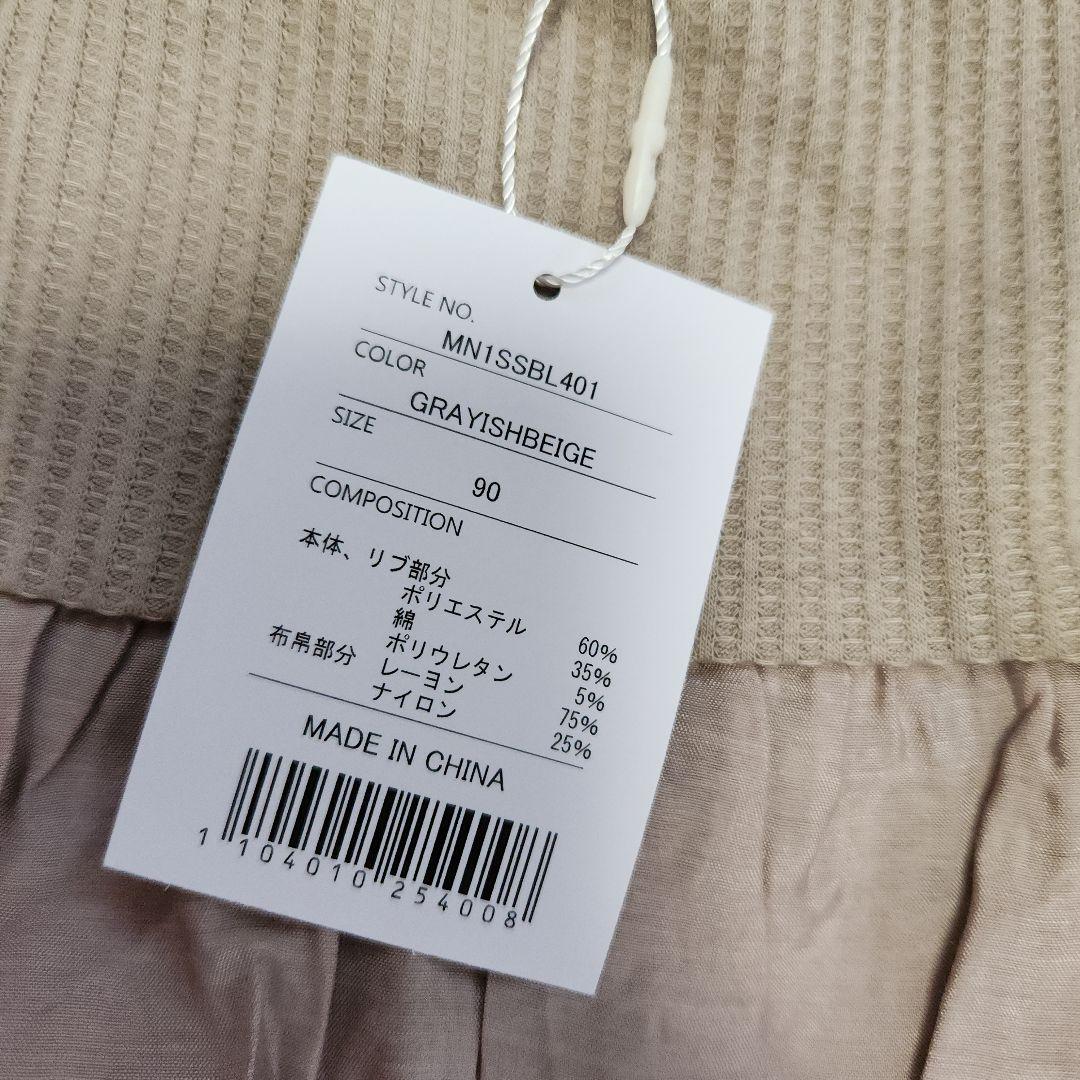 STYLE NO.
MN1SSBL401
COLOR
GRAYISHBEIGE
SIZE
90
COMPOSITION
本体、リブ部分
ポリエステル 60%
綿 35%
ポリウレタン 5%
布帛部分 レーヨン 75%
ナイロン 25%
MADE IN CHINA
1 104010 254008